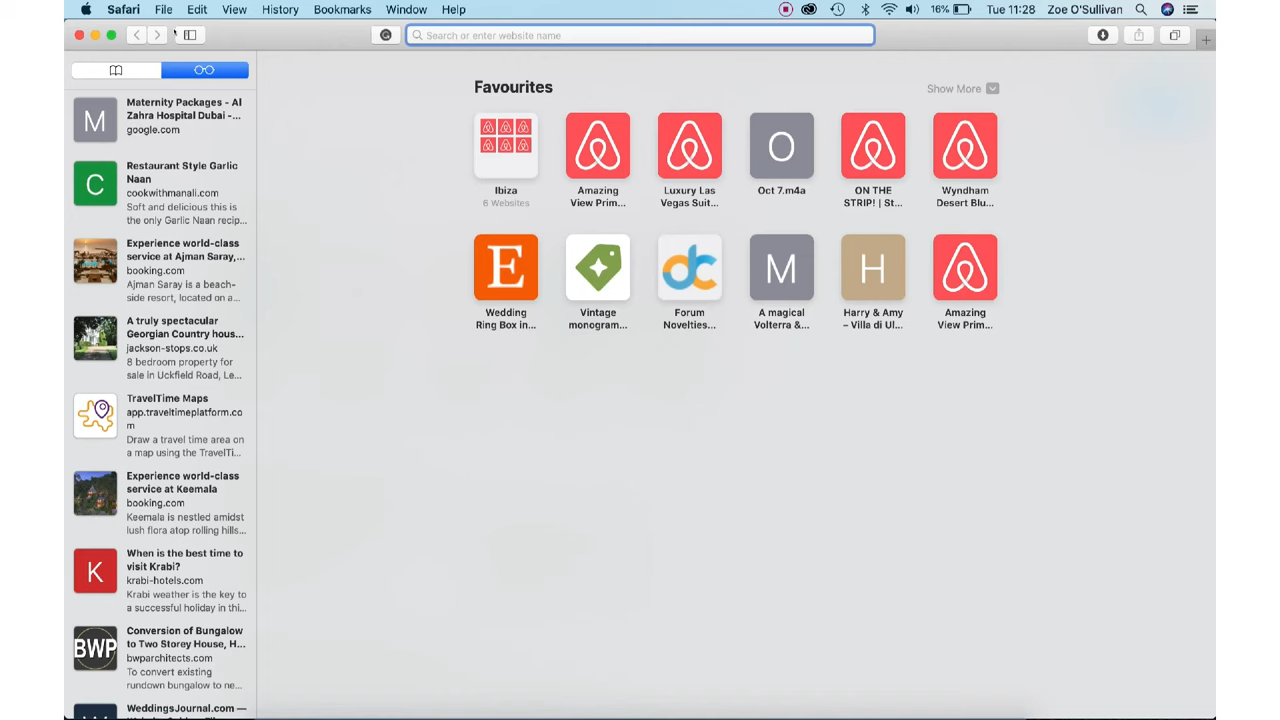 Safari File Edit View History Bookmarks Window Help 16% Tue 11:28 Zoe O'Sullivan
Search or enter website name
Favourites
Show More
Ibiza
6 Websites
Amazing
View Prim...
Luxury Las
Vegas Suit...
O
Oct 7.m4a
ON THE
STRIP! | St...
Wyndham
Desert Blu...
E
Wedding
Ring Box in...
Vintage
monogram...
dc
Forum
Novelties...
M
A magical
Volterra &...
H
Harry & Amy
– Villa di Ul...
Amazing
View Prim...
M
Maternity Packages - Al
Zahra Hospital Dubai -...
google.com
C
Restaurant Style Garlic
Naan
cookwithmanali.com
Soft and delicious this is
the only Garlic Naan recip...
Experience world-class
service at Ajman Saray,...
booking.com
Ajman Saray is a beach-
side resort, located on a...
A truly spectacular
Georgian Country hous...
jackson-stops.co.uk
8 bedroom property for
sale in Uckfield Road, Le...
TravelTime Maps
app.traveltimeplatform.co
m
Draw a travel time area on
a map using the TravelTi...
Experience world-class
service at Keemala
booking.com
Keemala is nestled amidst
lush flora atop rolling hills...
K
When is the best time to
visit Krabi?
krabi-hotels.com
Krabi weather is the key to
a successful holiday in thi...
BWP
Conversion of Bungalow
to Two Storey House, H...
bwparchitects.com
To convert existing
rundown bungalow to ne...
WeddingsJournal.com —